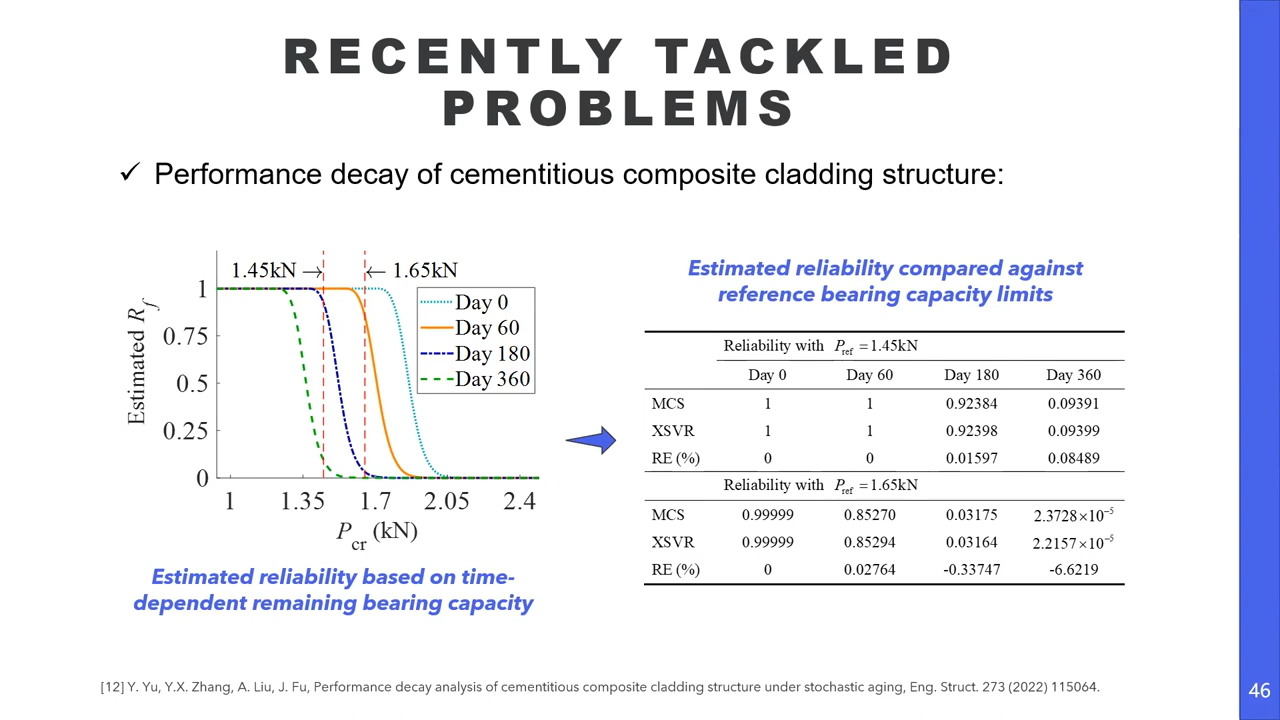 RECENTLY TACKLED
PROBLEMS
✓ Performance decay of cementitious composite cladding structure:
1.45kN → ← 1.65kN
Day 0
Day 60
Day 180
Day 360
1
0.75
0.5
0.25
0
Estimated R_f
1 1.35 1.7 2.05 2.4
P_cr (kN)
Estimated reliability based on time-
dependent remaining bearing capacity
Estimated reliability compared against
reference bearing capacity limits
Reliability with P_ref = 1.45kN
Day 0 Day 60 Day 180 Day 360
MCS 1 1 0.92384 0.09391
XSVR 1 1 0.92398 0.09399
RE (%) 0 0 0.01597 0.08489
Reliability with P_ref = 1.65kN
MCS 0.99999 0.85270 0.03175 2.3728×10⁻⁵
XSVR 0.99999 0.85294 0.03164 2.2157×10⁻⁵
RE (%) 0 0.02764 -0.33747 -6.6219
[12] Y. Yu, Y.X. Zhang, A. Liu, J. Fu, Performance decay analysis of cementitious composite cladding structure under stochastic aging, Eng. Struct. 273 (2022) 115064.
46